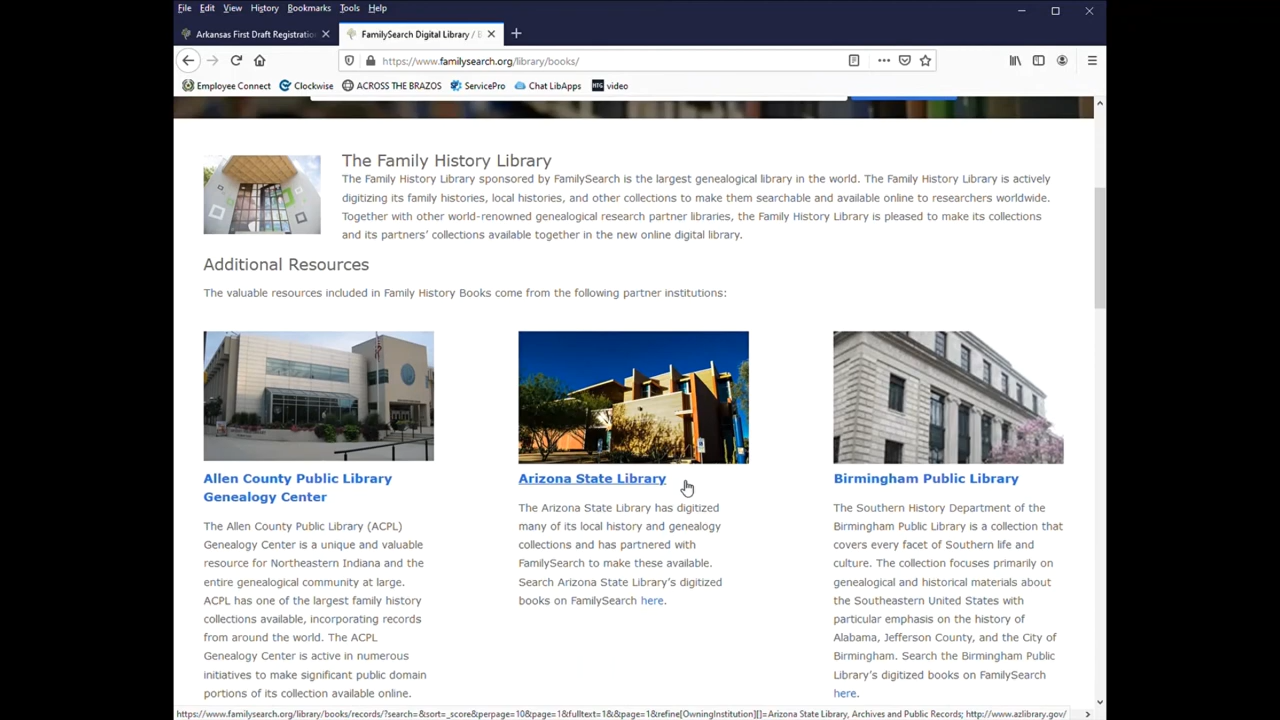 File Edit View History Bookmarks Tools Help
Arkansas First Draft Registration
FamilySearch Digital Library / B
https://www.familysearch.org/library/books/
Employee Connect Clockwise ACROSS THE BRAZOS ServicePro Chat LibApps video
The Family History Library
The Family History Library sponsored by FamilySearch is the largest genealogical library in the world. The Family History Library is actively
digitizing its family histories, local histories, and other collections to make them searchable and available online to researchers worldwide.
Together with other world-renowned genealogical research partner libraries, the Family History Library is pleased to make its collections
and its partners’ collections available together in the new online digital library.
Additional Resources
The valuable resources included in Family History Books come from the following partner institutions:
Allen County Public Library
Genealogy Center
The Allen County Public Library (ACPL)
Genealogy Center is a unique and valuable
resource for Northeastern Indiana and the
entire genealogical community at large.
ACPL has one of the largest family history
collections available, incorporating records
from around the world. The ACPL
Genealogy Center is active in numerous
initiatives to make significant public domain
portions of its collection available online.
Arizona State Library
The Arizona State Library has digitized
many of its local history and genealogy
collections and has partnered with
FamilySearch to make these available.
Search Arizona State Library’s digitized
books on FamilySearch here.
Birmingham Public Library
The Southern History Department of the
Birmingham Public Library is a collection that
covers every facet of Southern life and
culture. The collection focuses primarily on
genealogical and historical materials about
the Southeastern United States with
particular emphasis on the history of
Alabama, Jefferson County, and the City of
Birmingham. Search the Birmingham Public
Library’s digitized books on FamilySearch
here.
https://www.familysearch.org/library/books/records/?search=&sort=_score&perpage=10&page=1&fulltext=1&&page=1&refine[OwningInstitution][]=Arizona State Library, Archives and Public Records; http://www.azlibrary.gov/